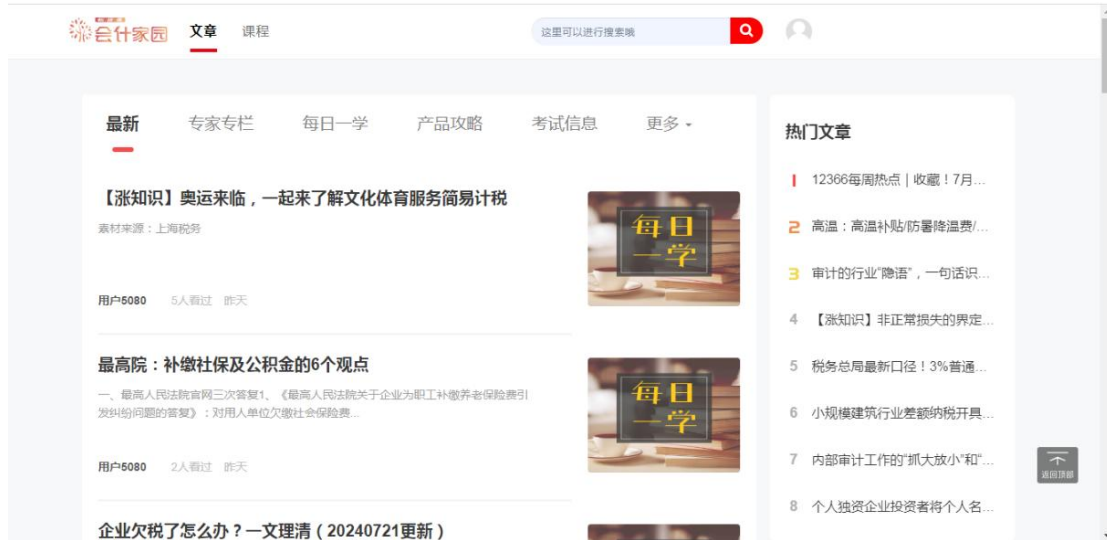 会什家园
文章 课程
这里可以进行搜索哦
最新 专家专栏 每日一学 产品攻略 考试信息 更多
【涨知识】奥运来临，一起来了解文化体育服务简易计税
素材来源：上海税务
用户5080 5人看过 昨天
每日
一学
最高院：补缴社保及公积金的6个观点
一、最高人民法院官网三次答复1、《最高人民法院关于企业为职工补缴养老保险费引
发纠纷问题的答复》：对用人单位欠缴社会保险费...
用户5080 2人看过 昨天
每日
一学
企业欠税了怎么办？一文理清（20240721更新）
热门文章
1 12366每周热点 | 收藏！7月...
2 高温：高温补贴/防暑降温费/...
3 审计的行业"隐语"，一句话识...
4 【涨知识】非正常损失的界定...
5 税务总局最新口径！3%普通...
6 小规模建筑行业差额纳税开具...
7 内部审计工作的"抓大放小"和"...
8 个人独资企业投资者将个人名...
返回顶部